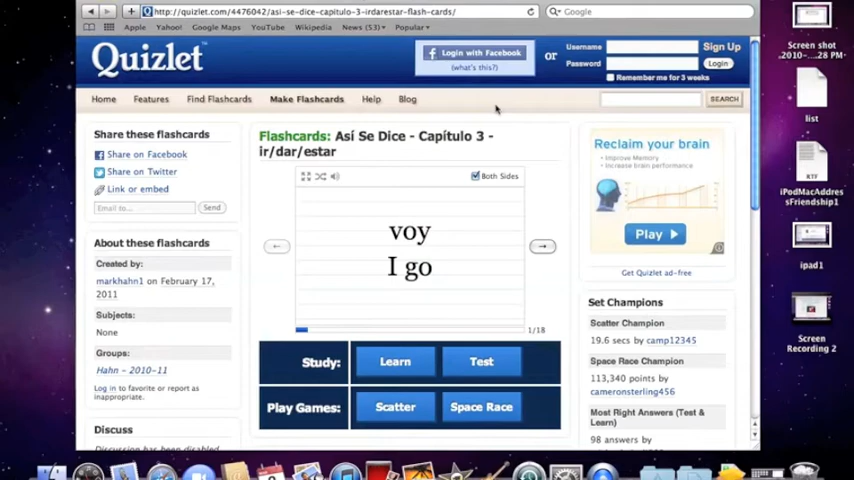 http://quizlet.com/4476042/asi-se-dice-capitulo-3-irdarestar-flash-cards/
Google
Apple Yahoo! Google Maps YouTube Wikipedia News (53) Popular
Quizlet
Login with Facebook
(what's this?)
or
Username
Password
Sign Up
Login
Remember me for 3 weeks
Home Features Find Flashcards Make Flashcards Help Blog
SEARCH
Share these flashcards
Share on Facebook
Share on Twitter
Link or embed
Email to...
Send
About these flashcards
Created by:
markhahn1 on February 17,
2011
Subjects:
None
Groups:
Hahn - 2010-11
Log in to favorite or report as
inappropriate.
Discuss
Discussion has been disabled
Flashcards: Así Se Dice - Capítulo 3 -
ir/dar/estar
Both Sides
voy
I go
1/18
Study:
Learn
Test
Play Games:
Scatter
Space Race
Reclaim your brain
• Improve Memory
• Increase brain performance
Play
Get Quizlet ad-free
Set Champions
Scatter Champion
19.6 secs by camp12345
Space Race Champion
113,340 points by
cameronsterling456
Most Right Answers (Test &
Learn)
98 answers by
Screen shot
2010-...28 PM
list
RTF
iPodMacAddres
sFriendship1
ipad1
Screen
Recording 2